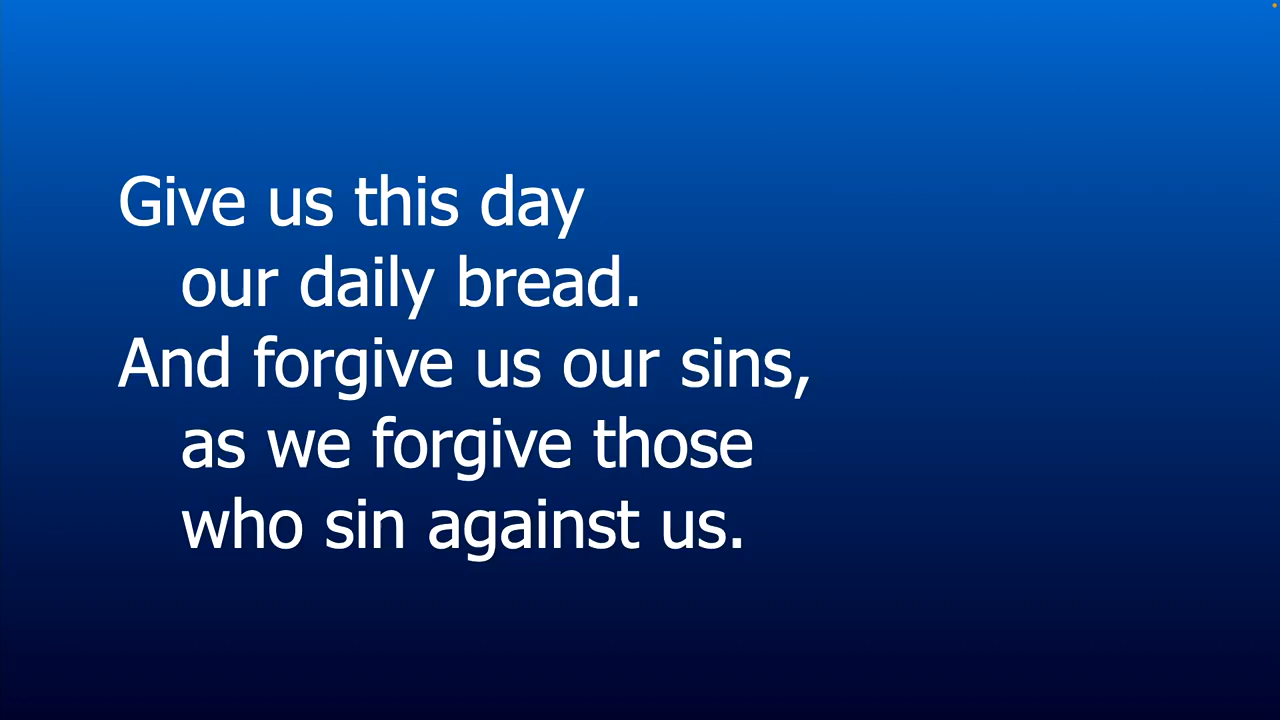 Give us this day
our daily bread.
And forgive us our sins,
as we forgive those
who sin against us.